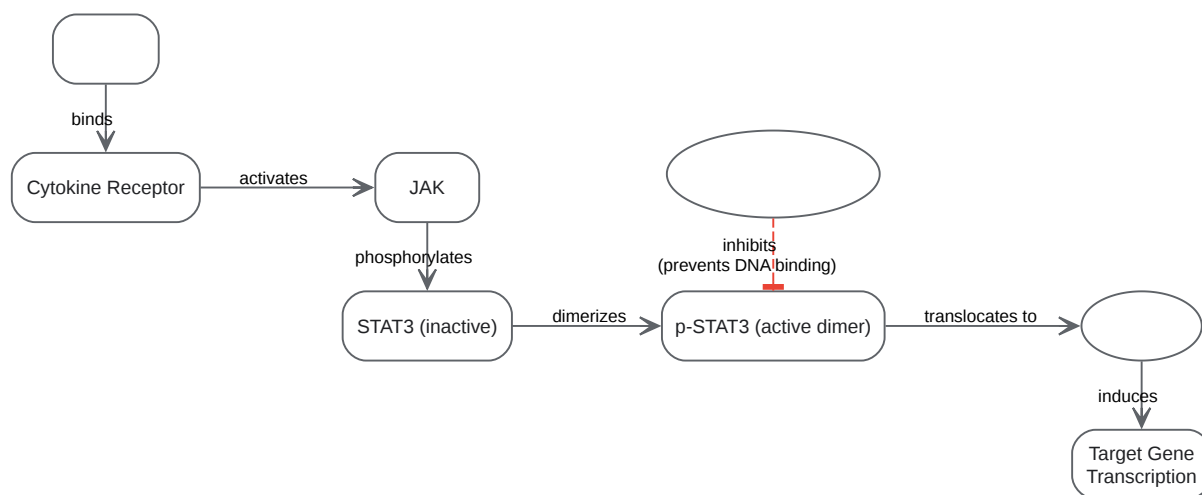 binds
Cytokine Receptor
activates
JAK
phosphorylates
inhibits
(prevents DNA binding)
STAT3 (inactive)
dimerizes
p-STAT3 (active dimer)
translocates to
induces
Target Gene
Transcription